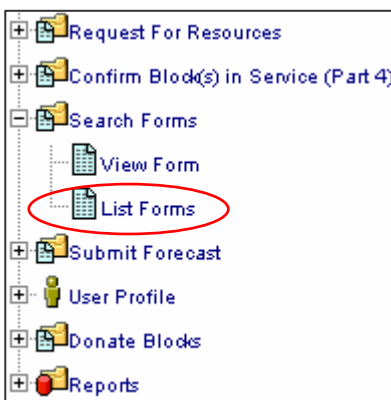 Request For Resources
Confirm Block(s) in Service (Part 4)
Search Forms
View Form
List Forms
Submit Forecast
User Profile
Donate Blocks
Reports